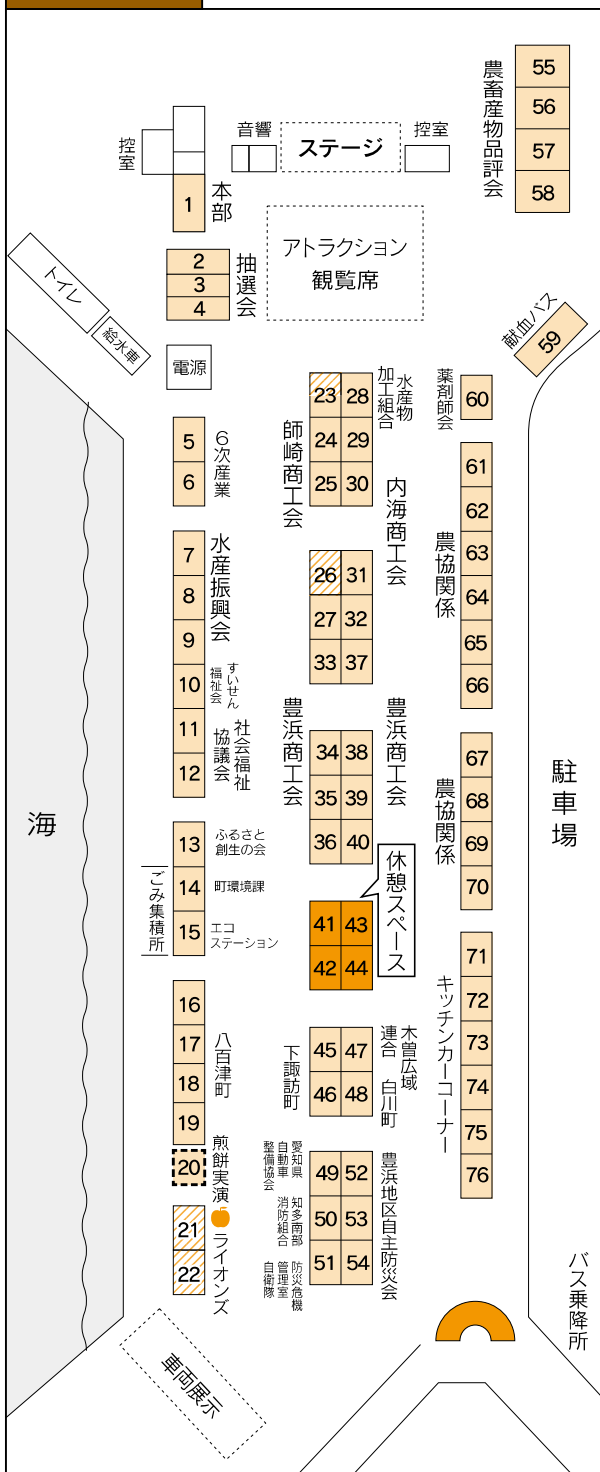 55
56
57
58
農畜産物品評会
音響
ステージ
控室
控室
1
本部
アトラクション
観覧席
2
3
4
抽選会
トイレ
給水車
電源
献血バス
59
5
6
6次産業
23
28
24
29
25
30
師崎商工会
水産物
加工組合
薬剤師会
60
61
62
63
64
65
66
農協関係
内海商工会
7
8
9
水産振興会
10
すいせん
福祉会
11
12
社会福祉
協議会
26
31
27
32
33
37
豊浜商工会
豊浜商工会
34
38
35
39
36
40
67
68
69
70
農協関係
駐車場
海
13
ふるさと
創生の会
14
町環境課
15
エコ
ステーション
ごみ集積所
休憩スペース
41
43
42
44
71
72
73
74
75
76
キッチンカーコーナー
16
17
18
19
八百津町
45
47
46
48
下諏訪町
木曽広域
連合
白川町
20
煎餅実演
21
22
ライオンズ
49
52
50
53
51
54
愛知県
自動車
整備協会
知多南部
消防組合
防災危機
管理室
自衛隊
豊浜地区自主防災会
バス乗降所
車両展示